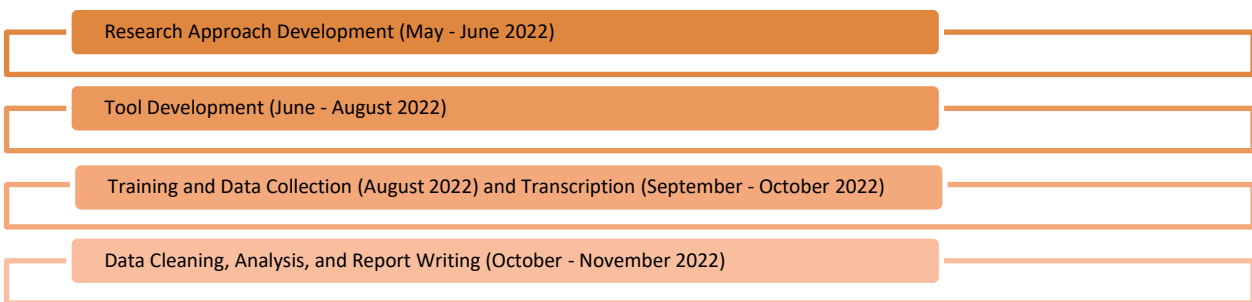 Research Approach Development (May - June 2022)
Tool Development (June - August 2022)
Training and Data Collection (August 2022) and Transcription (September - October 2022)
Data Cleaning, Analysis, and Report Writing (October - November 2022)